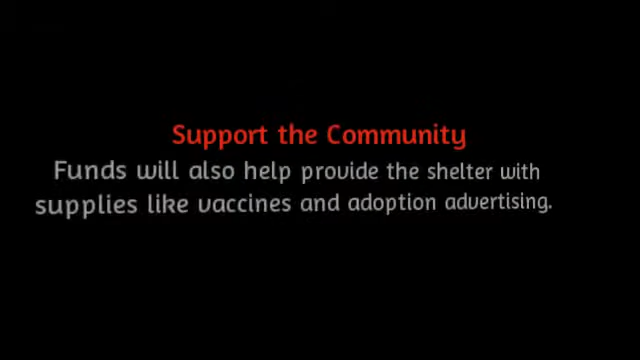 Support the Community
Funds will also help provide the shelter with
supplies like vaccines and adoption advertising.